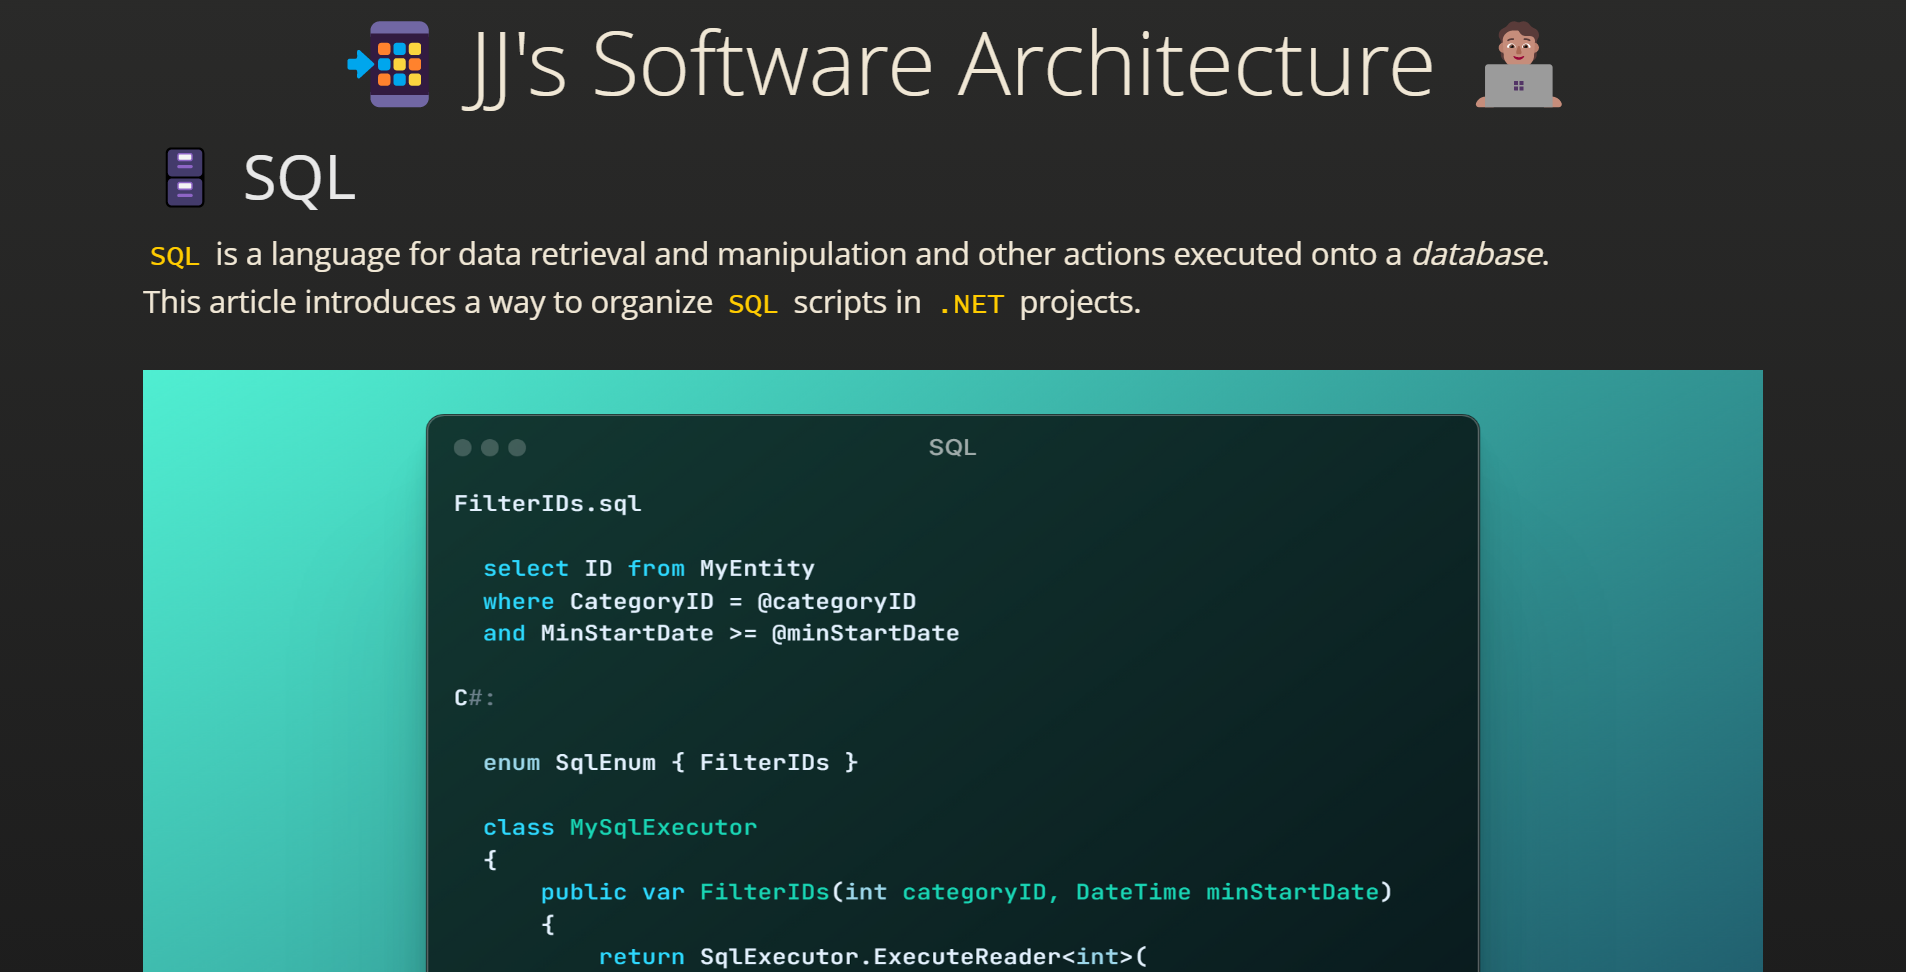 JJ's Software Architecture
SQL
SQL is a language for data retrieval and manipulation and other actions executed onto a database.
This article introduces a way to organize SQL scripts in .NET projects.
SQL
FilterIDs.sql
select ID from MyEntity
where CategoryID = @categoryID
and MinStartDate >= @minStartDate
C#:
enum SqlEnum { FilterIDs }
class MySqlExecutor
{
public var FilterIDs(int categoryID, DateTime minStartDate)
{
return SqlExecutor.ExecuteReader<int>(